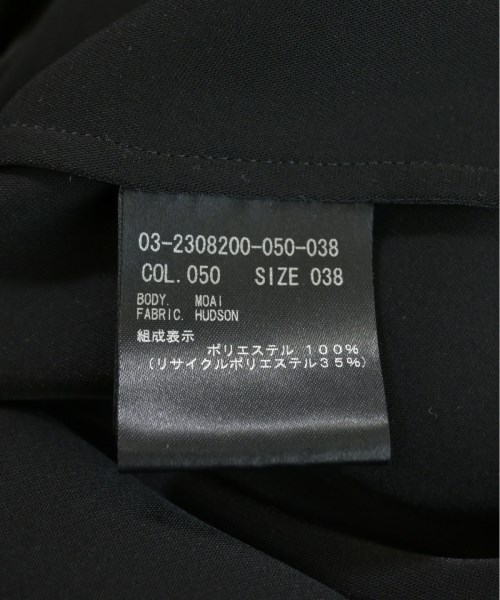 03-2308200-050-038
COL.050 SIZE 038
BODY. MOAI
FABRIC. HUDSON
組成表示
ポリエステル 100%
(リサイクルポリエステル35%)